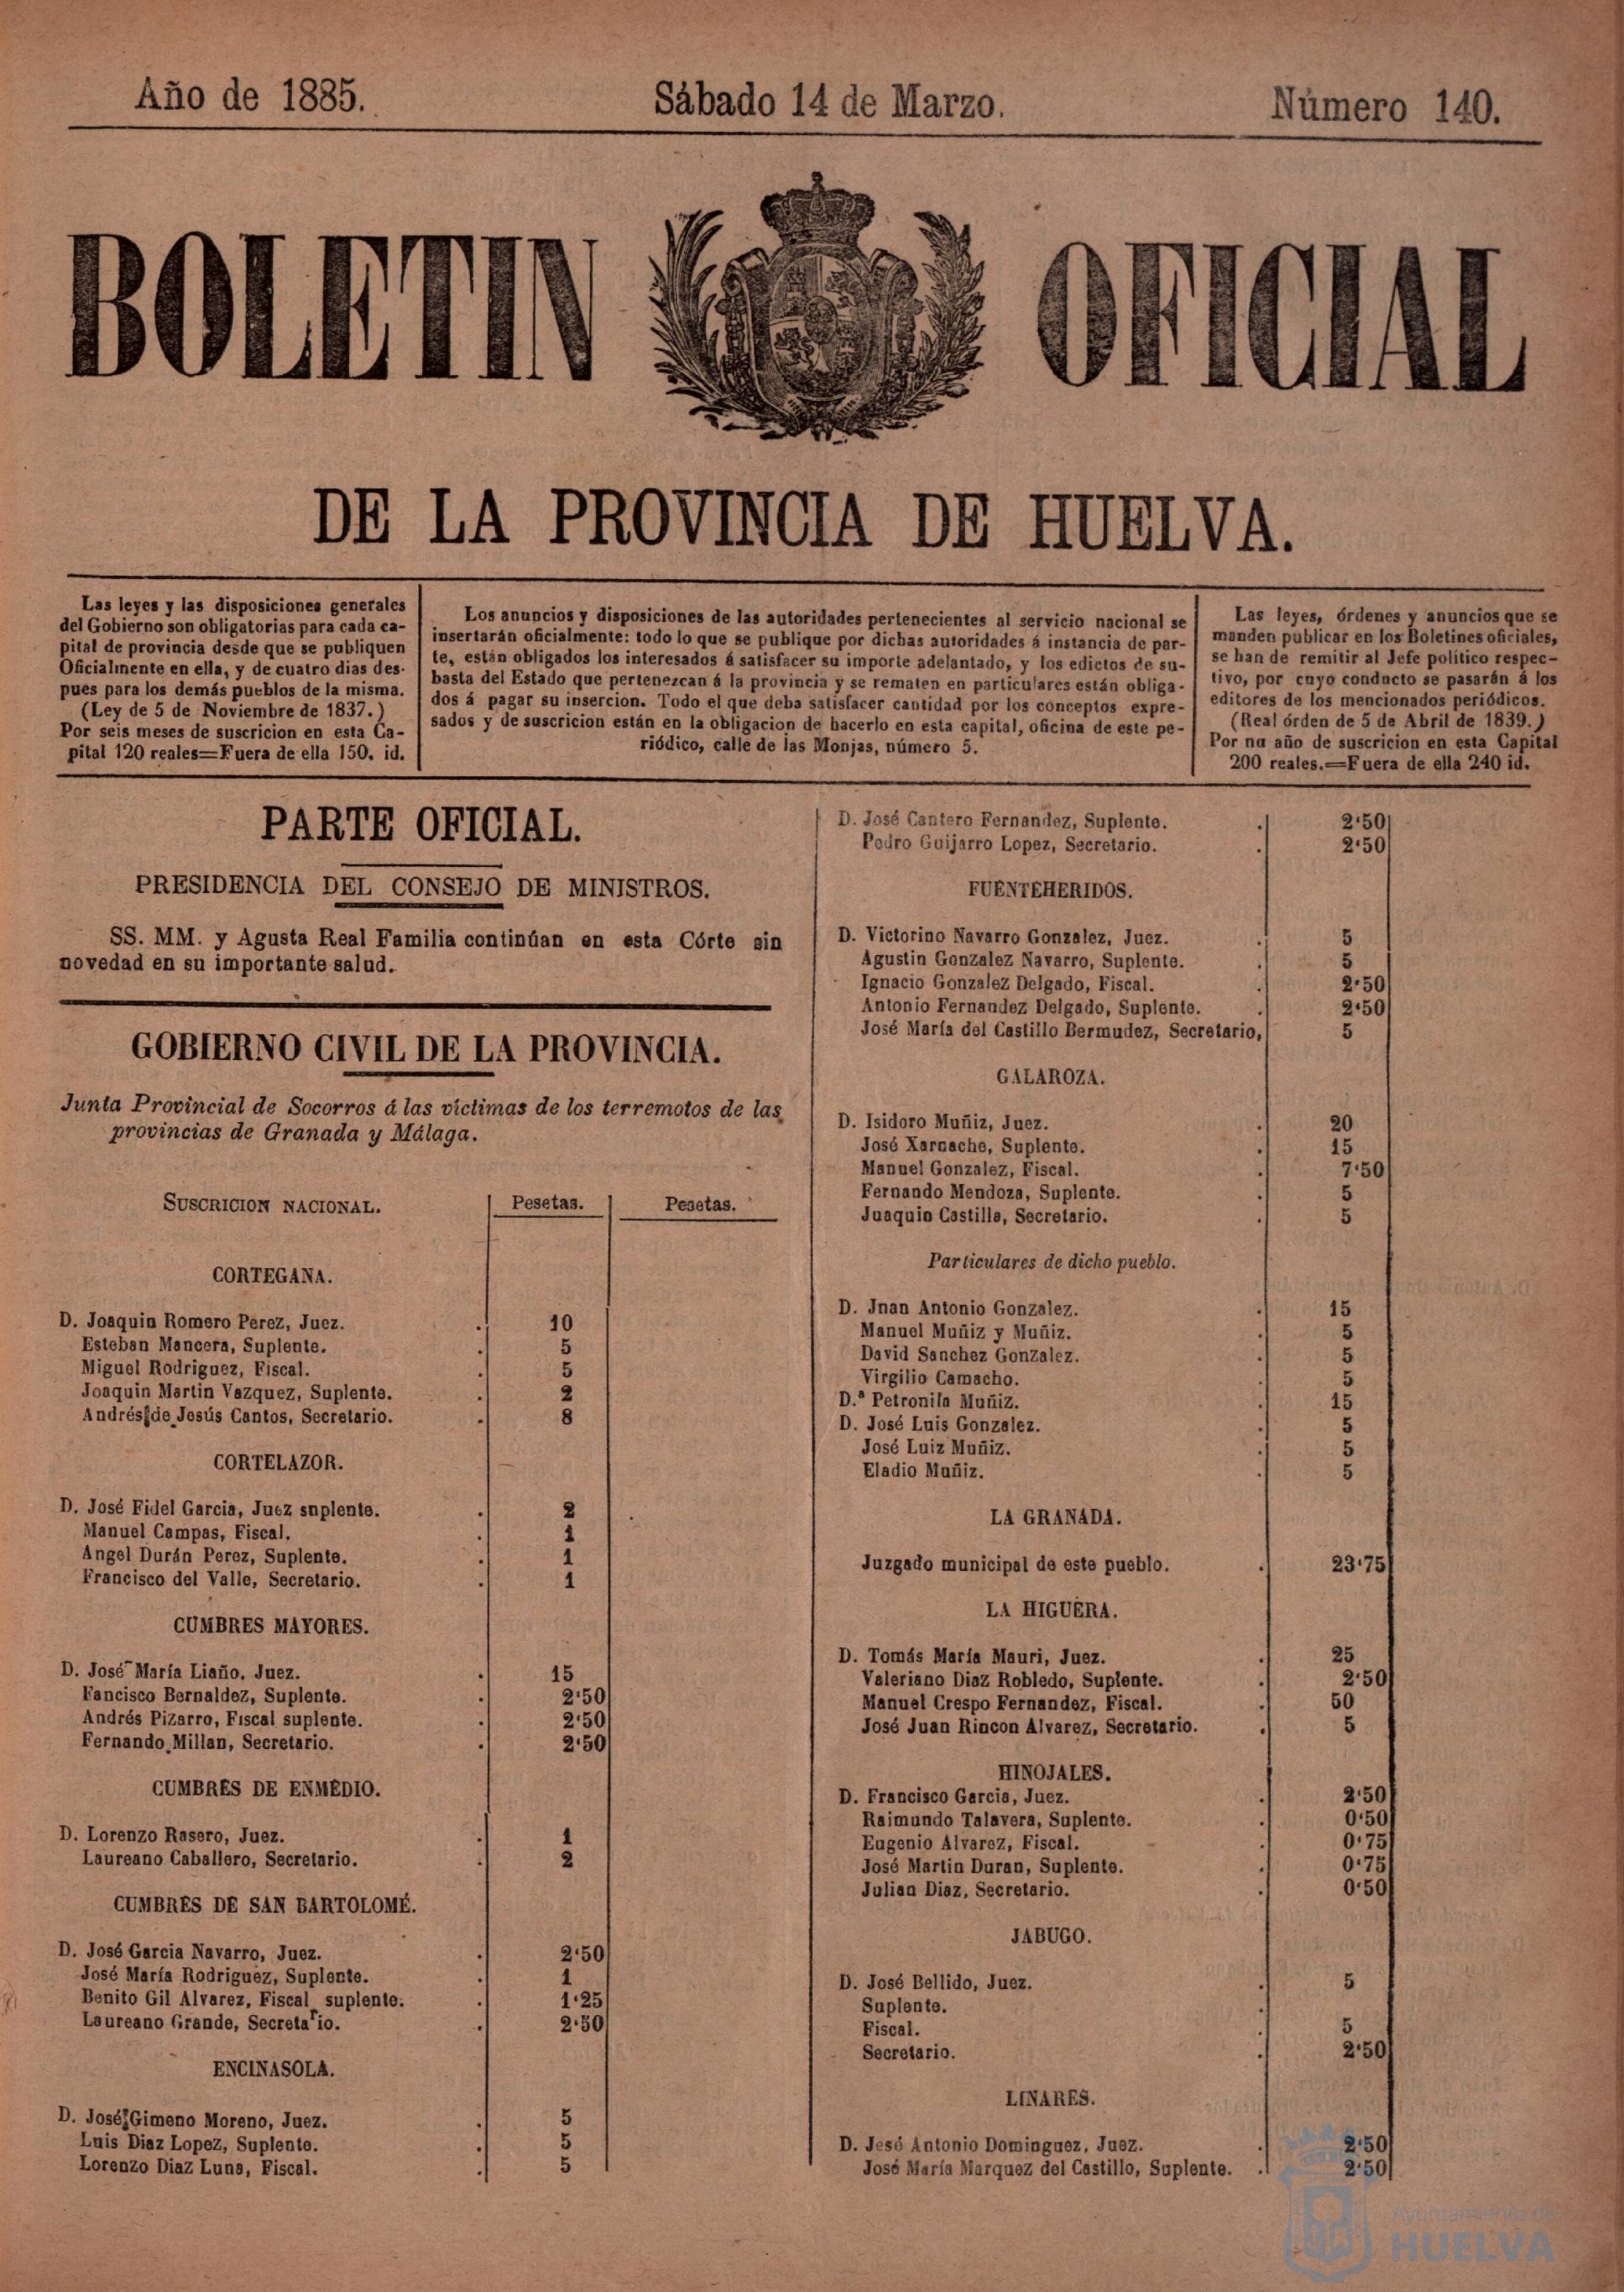 Año de 1885.
Sábado 14 de Marzo.
Número 140.
BOLETIN OFICIAL
DE LA PROVINCIA DE HUELVA.
Las leyes y las disposiciones generales
del Gobierno son obligatorias para cada ca-
pital de provincia desde que se publiquen
Oficialmente en ella, y de cuatro dias des-
pues para los demás pueblos de la misma.
(Ley de 5 de Noviembre de 1837.)
Por seis meses de suscricion en esta Ca-
pital 120 reales=Fuera de ella 150. id.
Los anuncios y disposiciones de las autoridades pertenecientes al servicio nacional se
insertarán oficialmente: todo lo que se publique por dichas autoridades á instancia de par-
te, están obligados los interesados á satisfacer su importe adelantado, y los edictos de su-
basta del Estado que pertenezcan á la provincia y se rematen en particulares están obliga-
dos á pagar su insercion. Todo el que deba satisfacer cantidad por los conceptos expre-
sados y de suscricion están en la obligacion de hacerlo en esta capital, oficina de este pe-
riódico, calle de las Monjas, número 5.
Las leyes, órdenes y anuncios que se
manden publicar en los Boletines oficiales,
se han de remitir al Jefe político respec-
tivo, por cuyo conducto se pasarán á los
editores de los mencionados periódicos.
(Real órden de 5 de Abril de 1839.)
Por nu año de suscricion en esta Capital
200 reales.=Fuera de ella 240 id.
PARTE OFICIAL.
PRESIDENCIA DEL CONSEJO DE MINISTROS.
SS. MM. y Agusta Real Familia continúan en esta Córte sin
novedad en su importante salud.
GOBIERNO CIVIL DE LA PROVINCIA.
Junta Provincial de Socorros á las víctimas de los terremotos de las
provincias de Granada y Málaga.
SUSCRICION NACIONAL. Pesetas. Pesetas.
CORTEGANA.
D. Joaquin Romero Perez, Juez. . 10
Esteban Mancera, Suplente. . 5
Miguel Rodriguez, Fiscal. . 5
Joaquin Martin Vazquez, Suplente. . 2
Andrés de Jesús Cantos, Secretario. . 8
CORTELAZOR.
D. José Fidel Garcia, Juez snplente. . 2
Manuel Campas, Fiscal. . 1
Angel Durán Perez, Suplente. . 1
Francisco del Valle, Secretario. . 1
CUMBRES MAYORES.
D. José María Liaño, Juez. . 15
Fancisco Bernaldez, Suplente. . 2'50
Andrés Pizarro, Fiscal suplente. . 2'50
Fernando Millan, Secretario. . 2'50
CUMBRES DE ENMEDIO.
D. Lorenzo Rasero, Juez. . 1
Laureano Caballero, Secretario. . 2
CUMBRES DE SAN BARTOLOMÉ.
D. José Garcia Navarro, Juez. . 2'50
José María Rodriguez, Suplente. . 1
Benito Gil Alvarez, Fiscal suplente. . 1'25
Laureano Grande, Secretario. . 2'50
ENCINASOLA.
D. José Gimeno Moreno, Juez. . 5
Luis Diaz Lopez, Suplente. . 5
Lorenzo Diaz Luna, Fiscal. . 5
D. José Cantero Fernandez, Suplente. . 2'50
Pedro Guijarro Lopez, Secretario. . 2'50
FUENTEHERIDOS.
D. Victorino Navarro Gonzalez, Juez. . 5
Agustin Gonzalez Navarro, Suplente. . 5
Ignacio Gonzalez Delgado, Fiscal. . 2'50
Antonio Fernandez Delgado, Suplente. . 2'50
José María del Castillo Bermudez, Secretario, 5
GALAROZA.
D. Isidoro Muñiz, Juez. . 20
José Xarnache, Suplente. . 15
Manuel Gonzalez, Fiscal. . 7'50
Fernando Mendoza, Suplente. . 5
Juaquin Castilla, Secretario. . 5
Particulares de dicho pueblo.
D. Jnan Antonio Gonzalez. . 15
Manuel Muñiz y Muñiz. . 5
David Sanchez Gonzalez. . 5
Virgilio Camacho. . 5
D.ª Petronila Muñiz. . 15
D. José Luis Gonzalez. . 5
José Luiz Muñiz. . 5
Eladio Muñiz. . 5
LA GRANADA.
Juzgado municipal de este pueblo. . 23'75
LA HIGUERA.
D. Tomás María Mauri, Juez. . 25
Valeriano Diaz Robledo, Suplente. . 2'50
Manuel Crespo Fernandez, Fiscal. . 50
José Juan Rincon Alvarez, Secretario. . 5
HINOJALES.
D. Francisco Garcia, Juez. . 2'50
Raimundo Talavera, Suplente. . 0'50
Eugenio Alvarez, Fiscal. . 0'75
José Martin Duran, Suplente. . 0'75
Julian Diaz, Secretario. . 0'50
JABUGO.
D. José Bellido, Juez. . 5
Suplente. .
Fiscal. . 5
Secretario. . 2'50
LINARES.
D. José Antonio Dominguez, Juez. . 2'50
José María Marquez del Castillo, Suplente. . 2'50
Ayuntamiento de
HUELVA